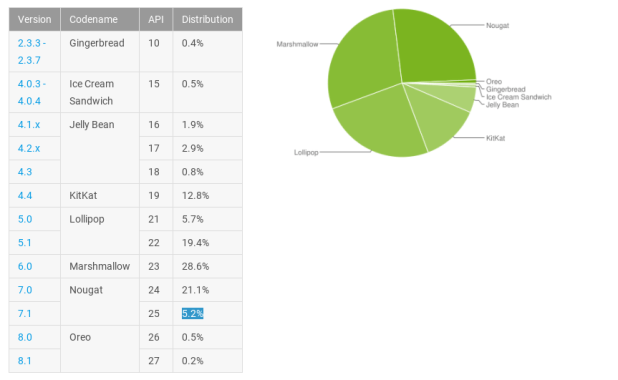 Version Codename API Distribution
2.3.3 - Gingerbread 10 0.4%
2.3.7
4.0.3 - Ice Cream 15 0.5%
4.0.4 Sandwich
4.1.x Jelly Bean 16 1.9%
4.2.x 17 2.9%
4.3 18 0.8%
4.4 KitKat 19 12.8%
5.0 Lollipop 21 5.7%
5.1 22 19.4%
6.0 Marshmallow 23 28.6%
7.0 Nougat 24 21.1%
7.1 25 5.2%
8.0 Oreo 26 0.5%
8.1 27 0.2%
Nougat
Marshmallow
Oreo
Gingerbread
Ice Cream Sandwich
Jelly Bean
KitKat
Lollipop